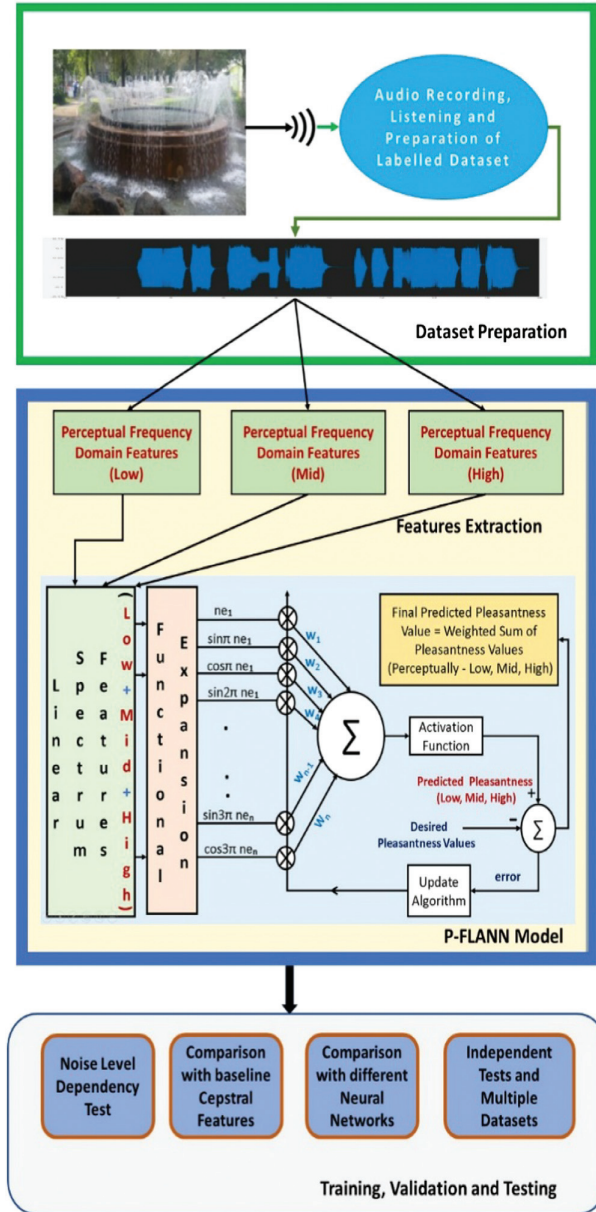 Audio Recording,
Listening and
Preparation of
Labelled Dataset
Dataset Preparation
Perceptual Frequency
Domain Features
(Low)
Perceptual Frequency
Domain Features
(Mid)
Perceptual Frequency
Domain Features
(High)
Features Extraction
Linear
Spectrum
Features
(Low+Mid+High)
Functional
Expansion
ne₁
sinπ ne₁
cosπ ne₁
sin2π ne₁
sin3π neₙ
cos3π neₙ
W₁
W₂
W₃
W₄
Wₙ₋₁
Wₙ
Σ
Final Predicted Pleasantness
Value = Weighted Sum of
Pleasantness Values
(Perceptually - Low, Mid, High)
Activation
Function
Predicted Pleasantness
(Low, Mid, High)
+
-
Σ
Desired
Pleasantness Values
error
Update
Algorithm
P-FLANN Model
Noise Level
Dependency
Test
Comparison
with baseline
Cepstral
Features
Comparison
with different
Neural
Networks
Independent
Tests and
Multiple
Datasets
Training, Validation and Testing